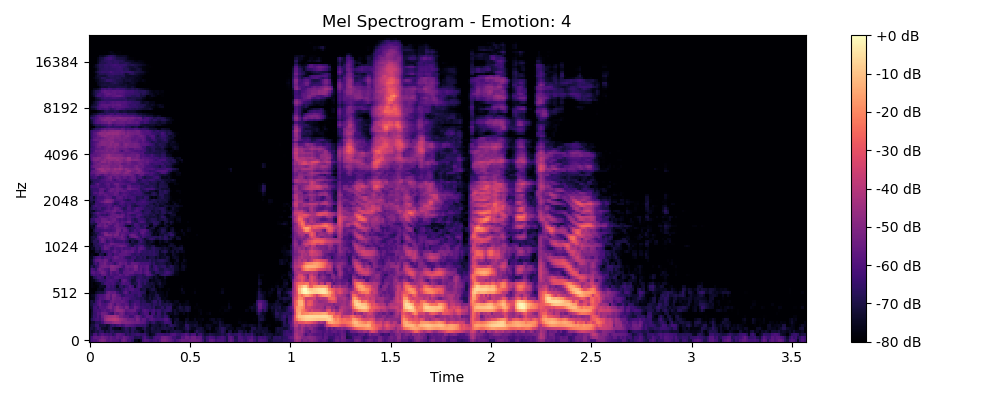 Mel Spectrogram - Emotion: 4
Hz
16384
8192
4096
2048
1024
512
0
0 0.5 1 1.5 2 2.5 3 3.5
Time
+0 dB
-10 dB
-20 dB
-30 dB
-40 dB
-50 dB
-60 dB
-70 dB
-80 dB